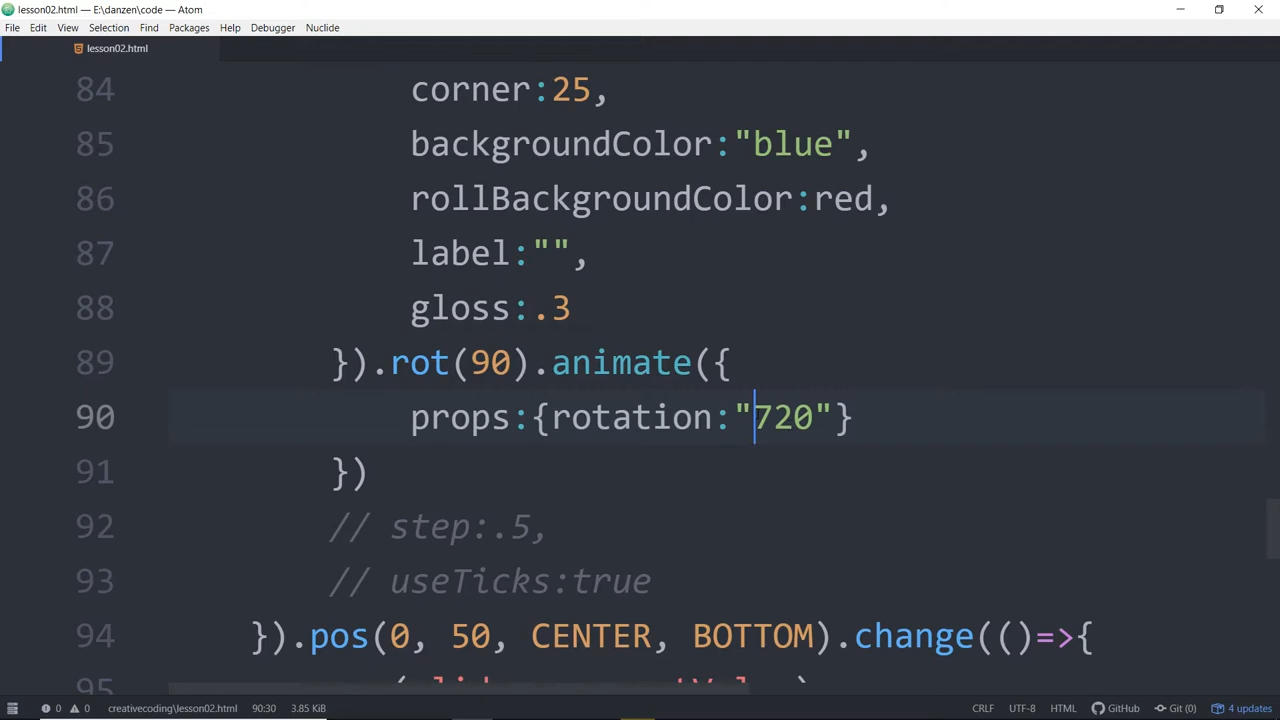 lesson02.html — E:\danzen\code — Atom
File Edit View Selection Find Packages Help Debugger Nuclide
lesson02.html
84 corner:25,
85 backgroundColor:"blue",
86 rollBackgroundColor:red,
87 label:"",
88 gloss:.3
89 }).rot(90).animate({
90 props:{rotation:"720"}
91 })
92 // step:.5,
93 // useTicks:true
94 }).pos(0, 50, CENTER, BOTTOM).change(()=>{
95
0 0 creativecoding\lesson02.html 90:30 3.85 KiB CRLF UTF-8 HTML GitHub Git (0) 4 updates